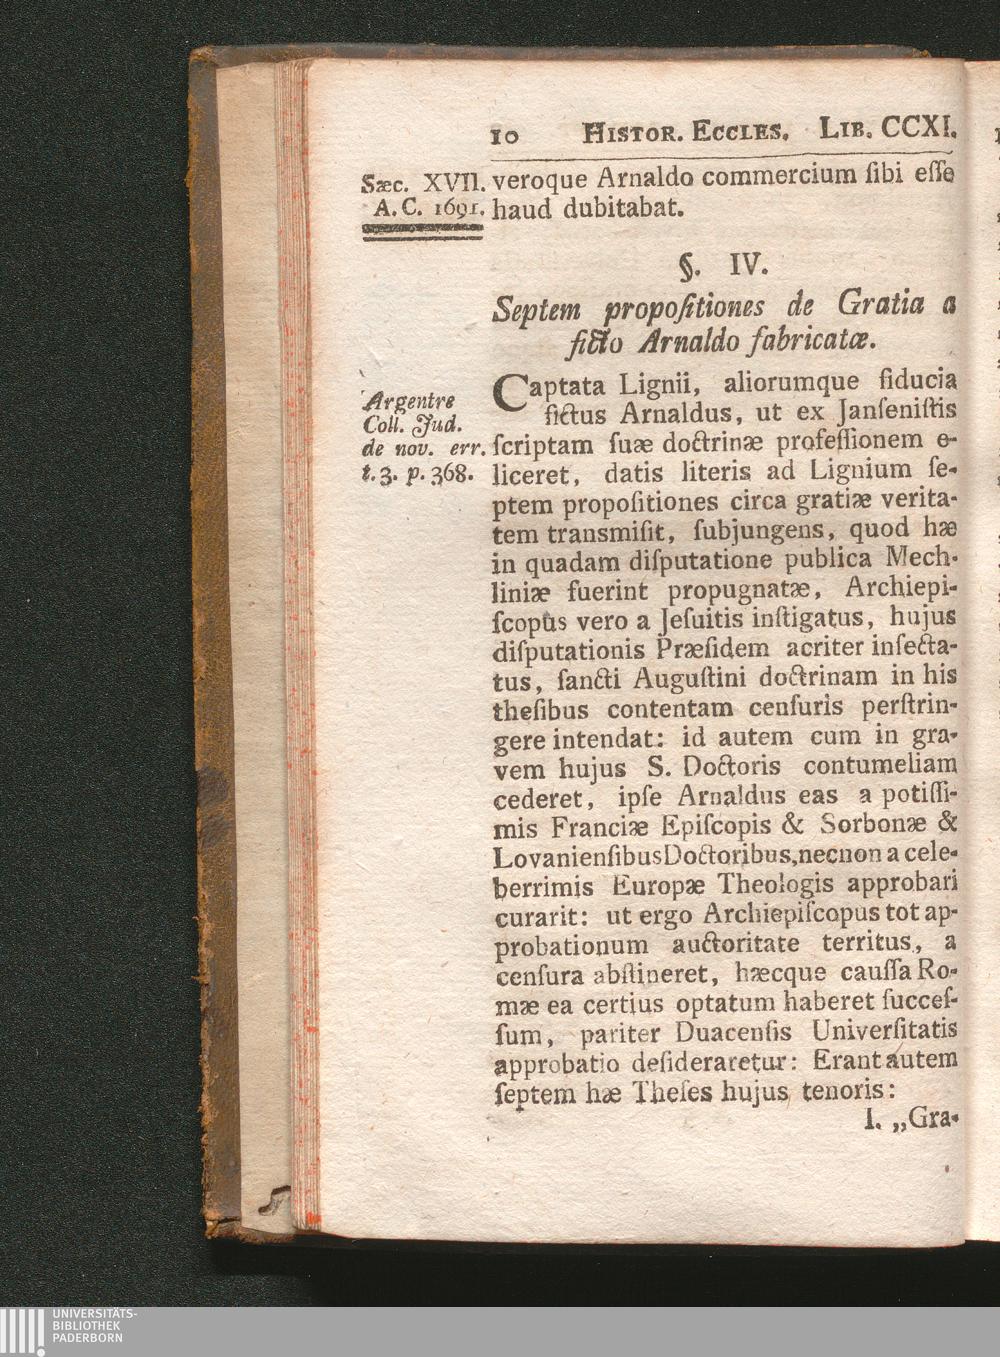 10 HISTOR. ECCLES. LIB. CCXI.
Sæc. XVII.
A. C. 1691.
veroque Arnaldo commercium ſibi eſſe
haud dubitabat.
§. IV.
Septem propoſitiones de Gratia a
ficto Arnaldo fabricatæ.
Argentre
Coll. Jud.
de nov. err.
t. 3. p. 368.
Captata Lignii, aliorumque fiducia
fictus Arnaldus, ut ex Janſeniſtis
ſcriptam ſuæ doctrinæ profeſſionem e-
liceret, datis literis ad Lignium ſe-
ptem propoſitiones circa gratiæ verita-
tem transmiſit, ſubjungens, quod hæ
in quadam diſputatione publica Mech-
liniæ fuerint propugnatæ, Archiepi-
ſcopus vero a Jeſuitis inſtigatus, hujus
diſputationis Præſidem acriter inſecta-
tus, ſancti Auguſtini doctrinam in his
theſibus contentam cenſuris perſtrin-
gere intendat: id autem cum in gra-
vem hujus S. Doctoris contumeliam
cederet, ipſe Arnaldus eas a potiſſi-
mis Franciæ Epiſcopis & Sorbonæ &
Lovanienſibus Doctoribus, necnon a cele-
berrimis Europæ Theologis approbari
curarit: ut ergo Archiepiſcopus tot ap-
probationum auctoritate territus, a
cenſura abſtineret, hæcque cauſſa Ro-
mæ ea certius optatum haberet ſucceſ-
ſum, pariter Duacenſis Univerſitatis
approbatio deſideraretur: Erant autem
ſeptem hæ Theſes hujus tenoris:
I. „Gra-
UNIVERSITÄTS-
BIBLIOTHEK
PADERBORN